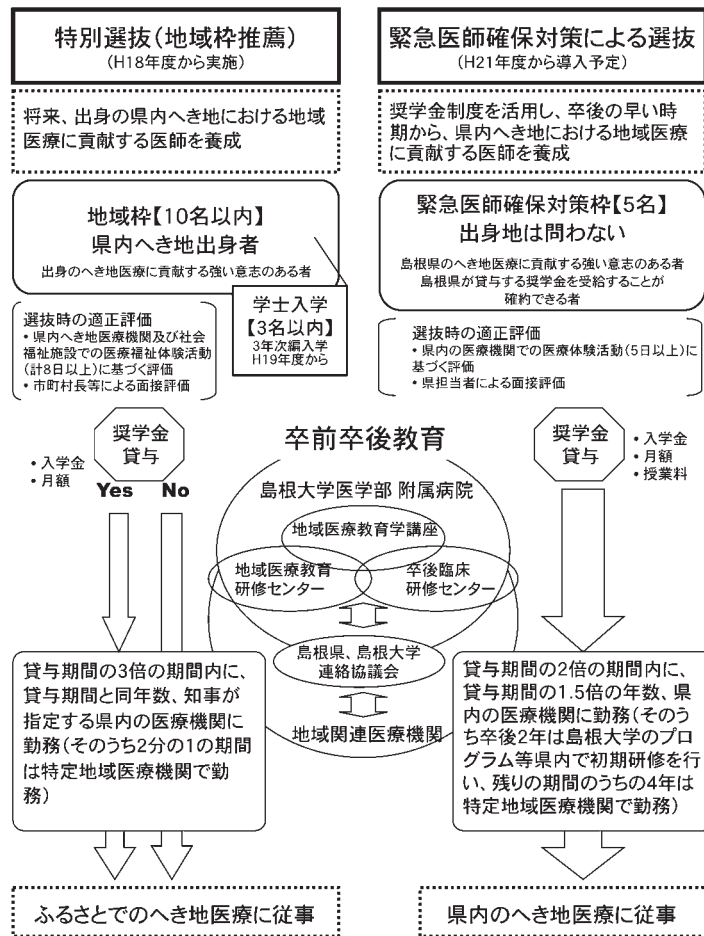 特別選抜(地域枠推薦)
(H18年度から実施)
将来、出身の県内へき地における地域
医療に貢献する医師を養成
地域枠【10名以内】
県内へき地出身者
出身のへき地医療に貢献する強い意志のある者
学士入学
【3名以内】
3年次編入学
H19年度から
選抜時の適正評価
・県内へき地医療機関及び社会
福祉施設での医療福祉体験活動
(計8日以上)に基づく評価
・市町村長等による面接評価
奨学金
貸与
・入学金
・月額
Yes No
貸与期間の3倍の期間内に、
貸与期間と同年数、知事が
指定する県内の医療機関に
勤務(そのうち2分の1の期間
は特定地域医療機関で勤
務)
ふるさとでのへき地医療に従事
卒前卒後教育
島根大学医学部 附属病院
地域医療教育学講座
地域医療教育
研修センター
卒後臨床
研修センター
島根県、島根大学
連絡協議会
地域関連医療機関
緊急医師確保対策による選抜
(H21年度から導入予定)
奨学金制度を活用し、卒後の早い時
期から、県内へき地における地域医療
に貢献する医師を養成
緊急医師確保対策枠【5名】
出身地は問わない
島根県のへき地医療に貢献する強い意志のある者
島根県が貸与する奨学金を受給することが
確約できる者
選抜時の適正評価
・県内の医療機関での医療体験活動(5日以上)に
基づく評価
・県担当者による面接評価
奨学金
貸与
・入学金
・月額
・授業料
貸与期間の2倍の期間内に、
貸与期間の1.5倍の年数、県
内の医療機関に勤務(そのう
ち卒後2年は島根大学のプロ
グラム等県内で初期研修を行
い、残りの期間のうちの4年は
特定地域医療機関で勤務)
県内のへき地医療に従事